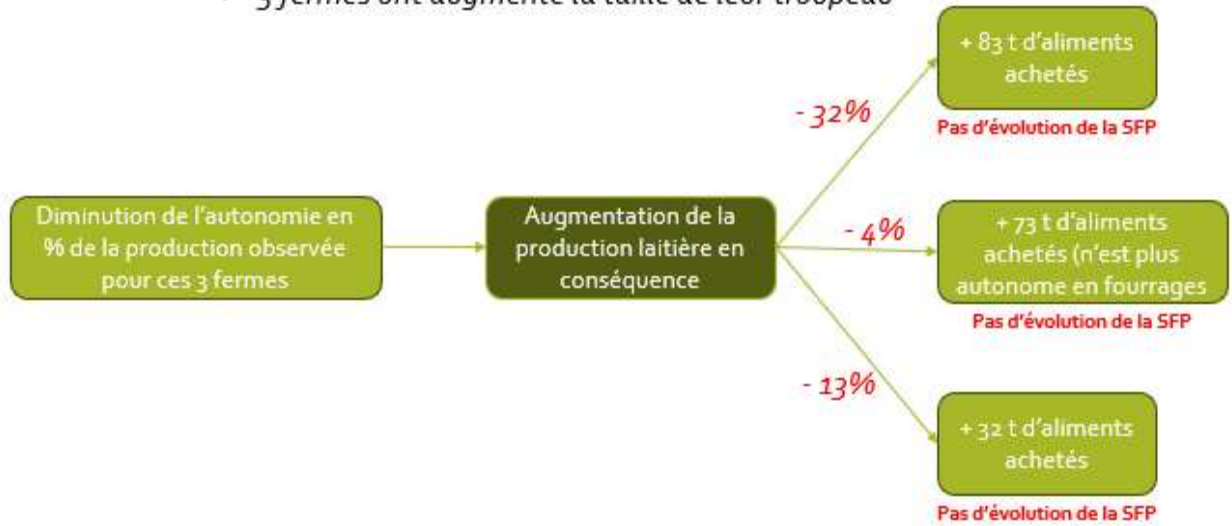 3 fermes ont augmenté la taille de leur troupeau
+ 83 t d'aliments
achetés
Pas d'évolution de la SFP
- 32%
Diminution de l'autonomie en
% de la production observée
pour ces 3 fermes
Augmentation de la
production laitière en
conséquence
- 4%
+ 73 t d'aliments
achetés (n'est plus
autonome en fourrages
Pas d'évolution de la SFP
- 13%
+ 32 t d'aliments
achetés
Pas d'évolution de la SFP